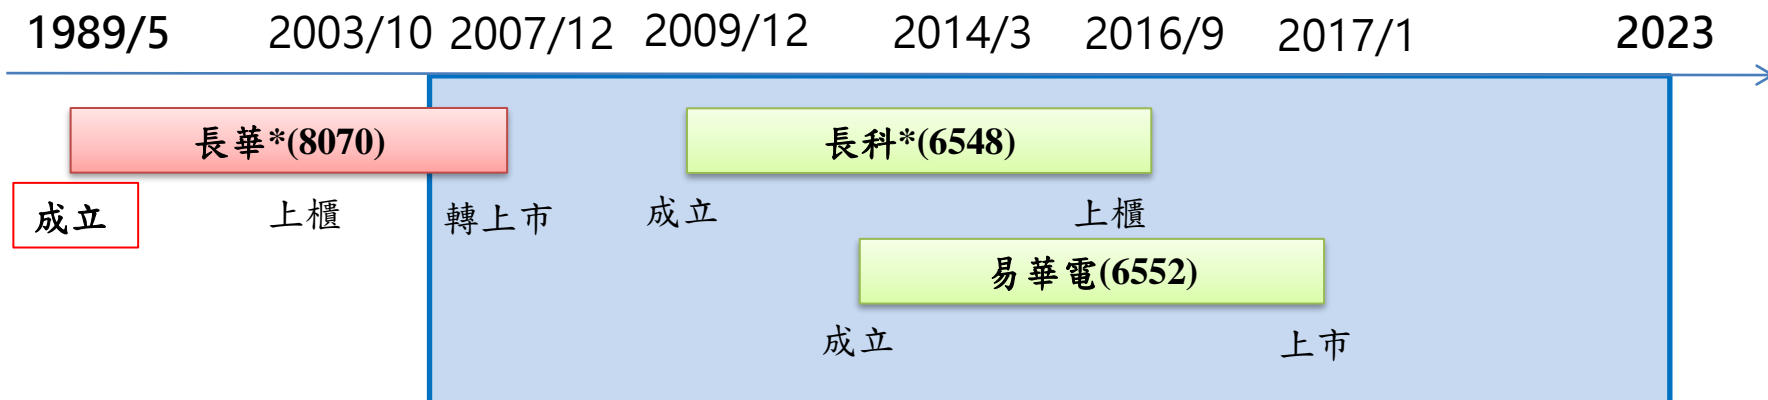 1989/5 2003/10 2007/12 2009/12 2014/3 2016/9 2017/1 2023
長華*(8070) 長科*(6548)
成立 上櫃 轉上市 成立 上櫃
易華電(6552)
成立 上市